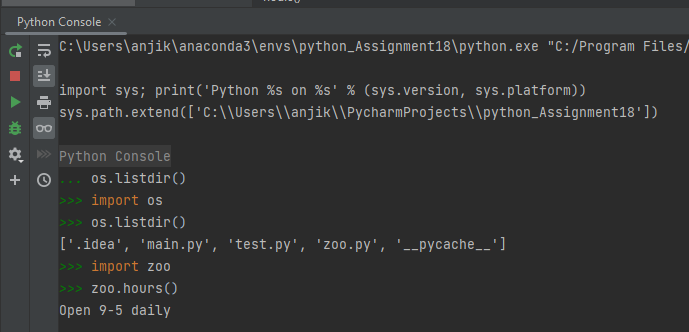 Python Console ×
C:\Users\anjik\anaconda3\envs\python_Assignment18\python.exe "C:/Program Files/
import sys; print('Python %s on %s' % (sys.version, sys.platform))
sys.path.extend(['C:\\Users\\anjik\\PycharmProjects\\python_Assignment18'])
Python Console
... os.listdir()
>>> import os
>>> os.listdir()
['.idea', 'main.py', 'test.py', 'zoo.py', '__pycache__']
>>> import zoo
>>> zoo.hours()
Open 9-5 daily